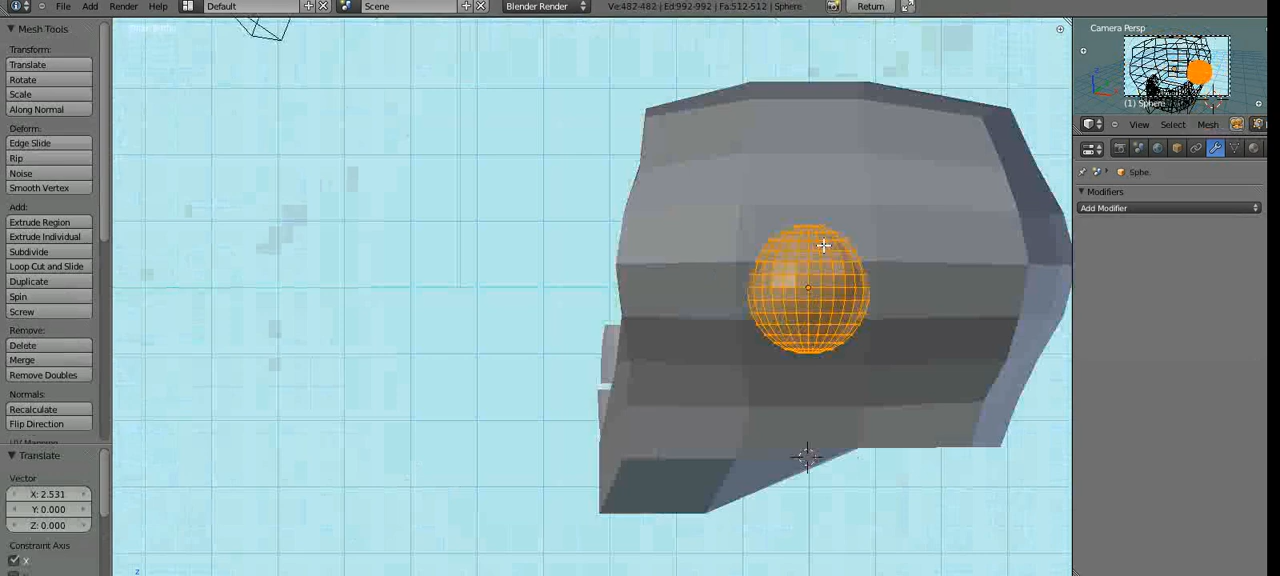 File Add Render Help Default Scene Blender Render Ve:482-482 | Ed:992-992 | Fa:512-512 | Sphere Return
Mesh Tools
Transform:
Translate
Rotate
Scale
Along Normal
Deform:
Edge Slide
Rip
Noise
Smooth Vertex
Add:
Extrude Region
Extrude Individual
Subdivide
Loop Cut and Slide
Duplicate
Spin
Screw
Remove:
Delete
Merge
Remove Doubles
Normals:
Recalculate
Flip Direction
Translate
Vector
X: 2.531
Y: 0.000
Z: 0.000
Constraint Axis
X
z
Camera Persp
(1) Sphere
View Select Mesh
Sphe.
Modifiers
Add Modifier